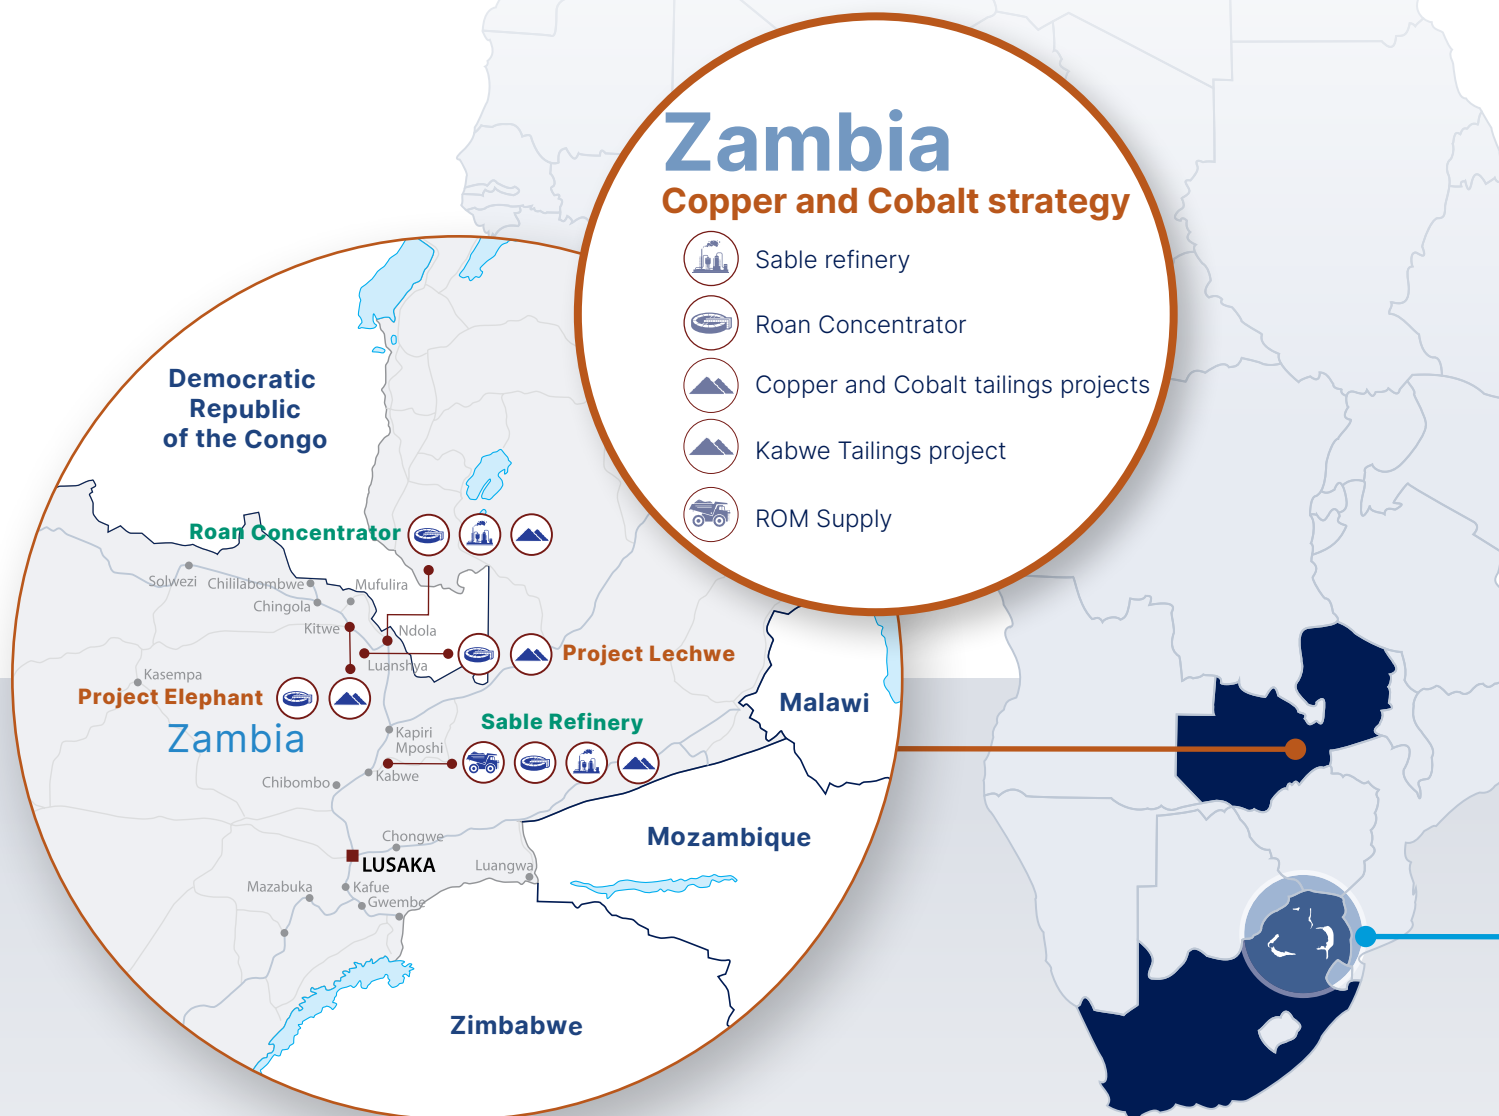 Zambia
Copper and Cobalt strategy
Sable refinery
Roan Concentrator
Copper and Cobalt tailings projects
Kabwe Tailings project
ROM Supply
Democratic
Republic
of the Congo
Roan Concentrator
Solwezi
Chililabombwe
Mufulira
Chingola
Kitwe
Ndola
Luanshya
Project Lechwe
Kasempa
Project Elephant
Malawi
Zambia
Sable Refinery
Kapiri
Mposhi
Kabwe
Chibombo
Mozambique
Chongwe
LUSAKA
Luangwa
Mazabuka
Kafue
Gwembe
Zimbabwe